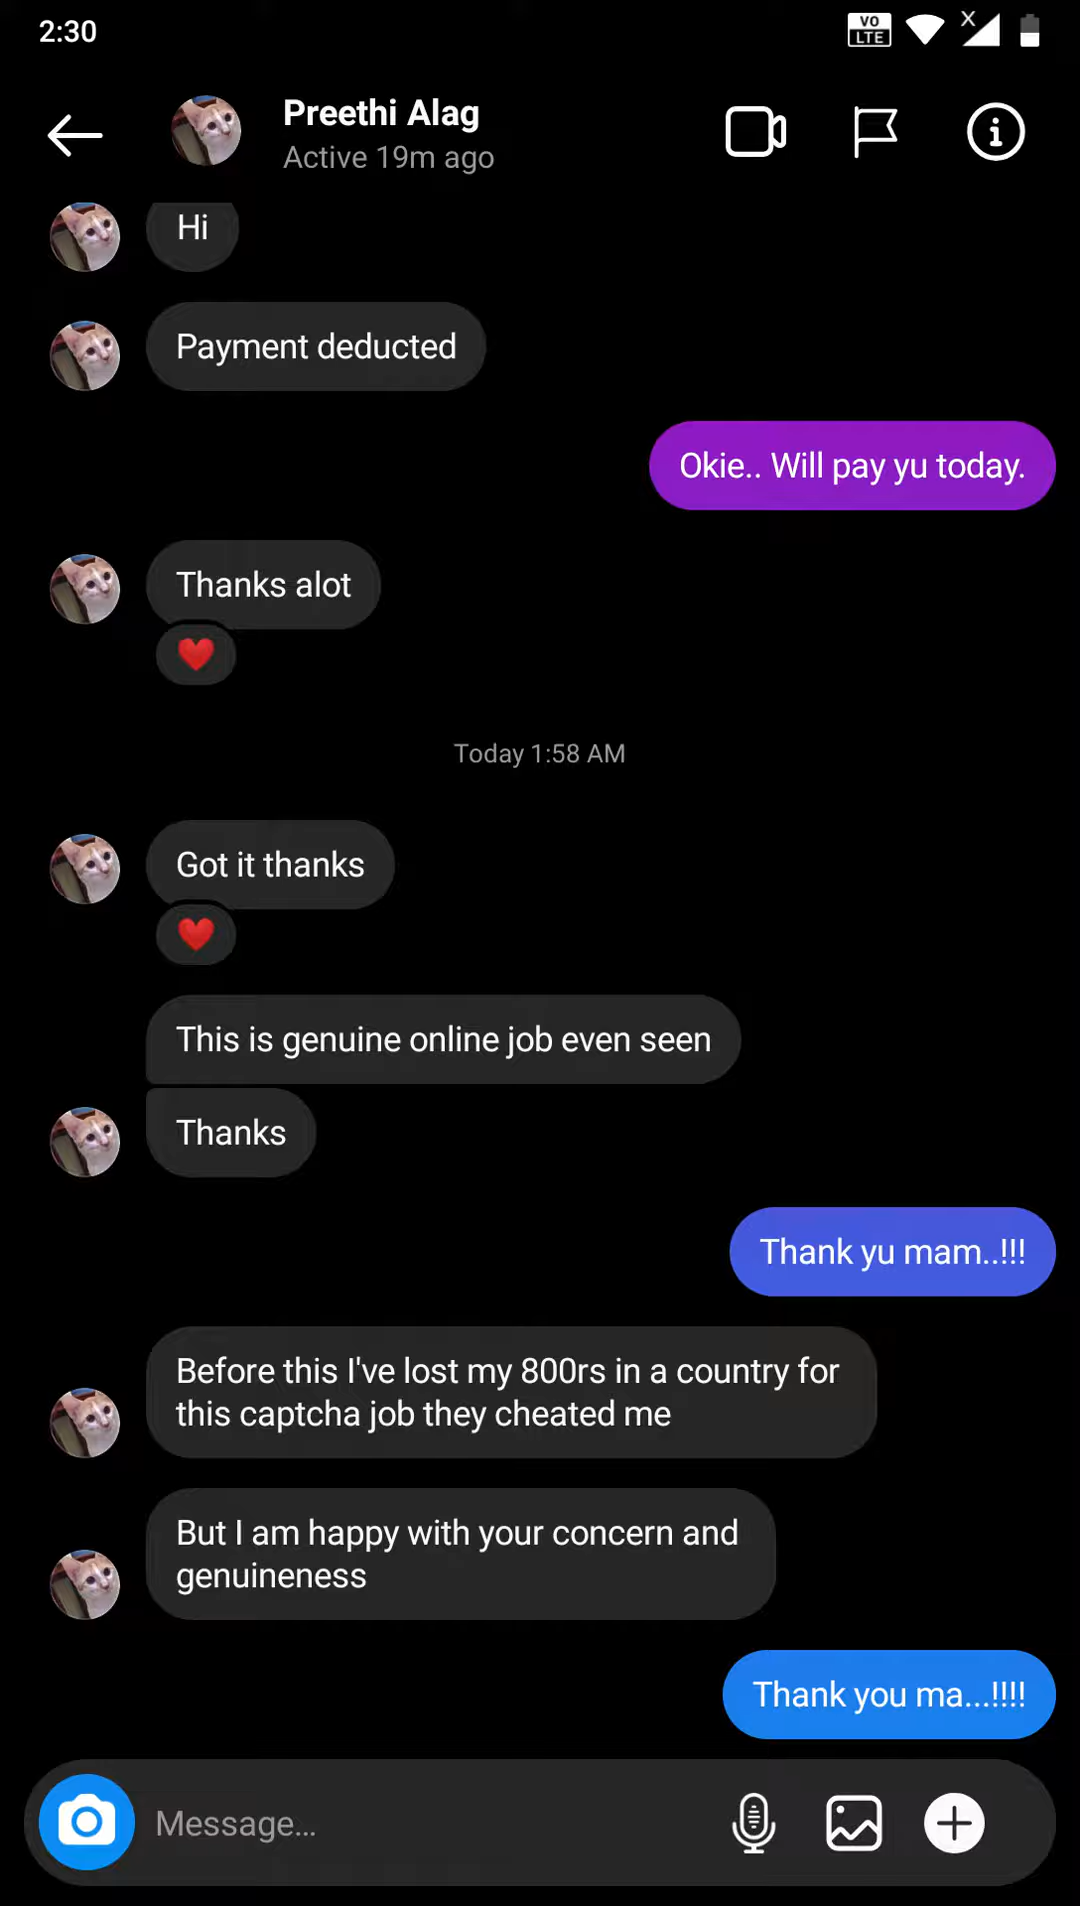 2:30
VO
LTE
X
Preethi Alag
Active 19m ago
Hi
Payment deducted
Okie.. Will pay yu today.
Thanks alot
Today 1:58 AM
Got it thanks
This is genuine online job even seen
Thanks
Thank yu mam..!!!
Before this I've lost my 800rs in a country for
this captcha job they cheated me
But I am happy with your concern and
genuineness
Thank you ma...!!!!
Message...